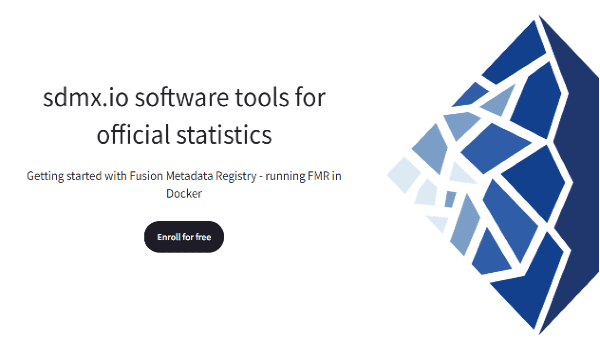 sdmx.io software tools for
official statistics
Getting started with Fusion Metadata Registry - running FMR in
Docker
Enroll for free